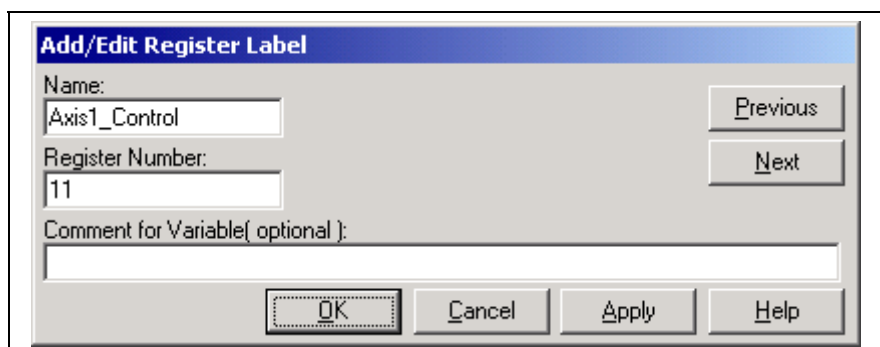 Add/Edit Register Label
Name:
Axis1_Control
Previous
Register Number:
11
Next
Comment for Variable( optional ):
OK Cancel Apply Help